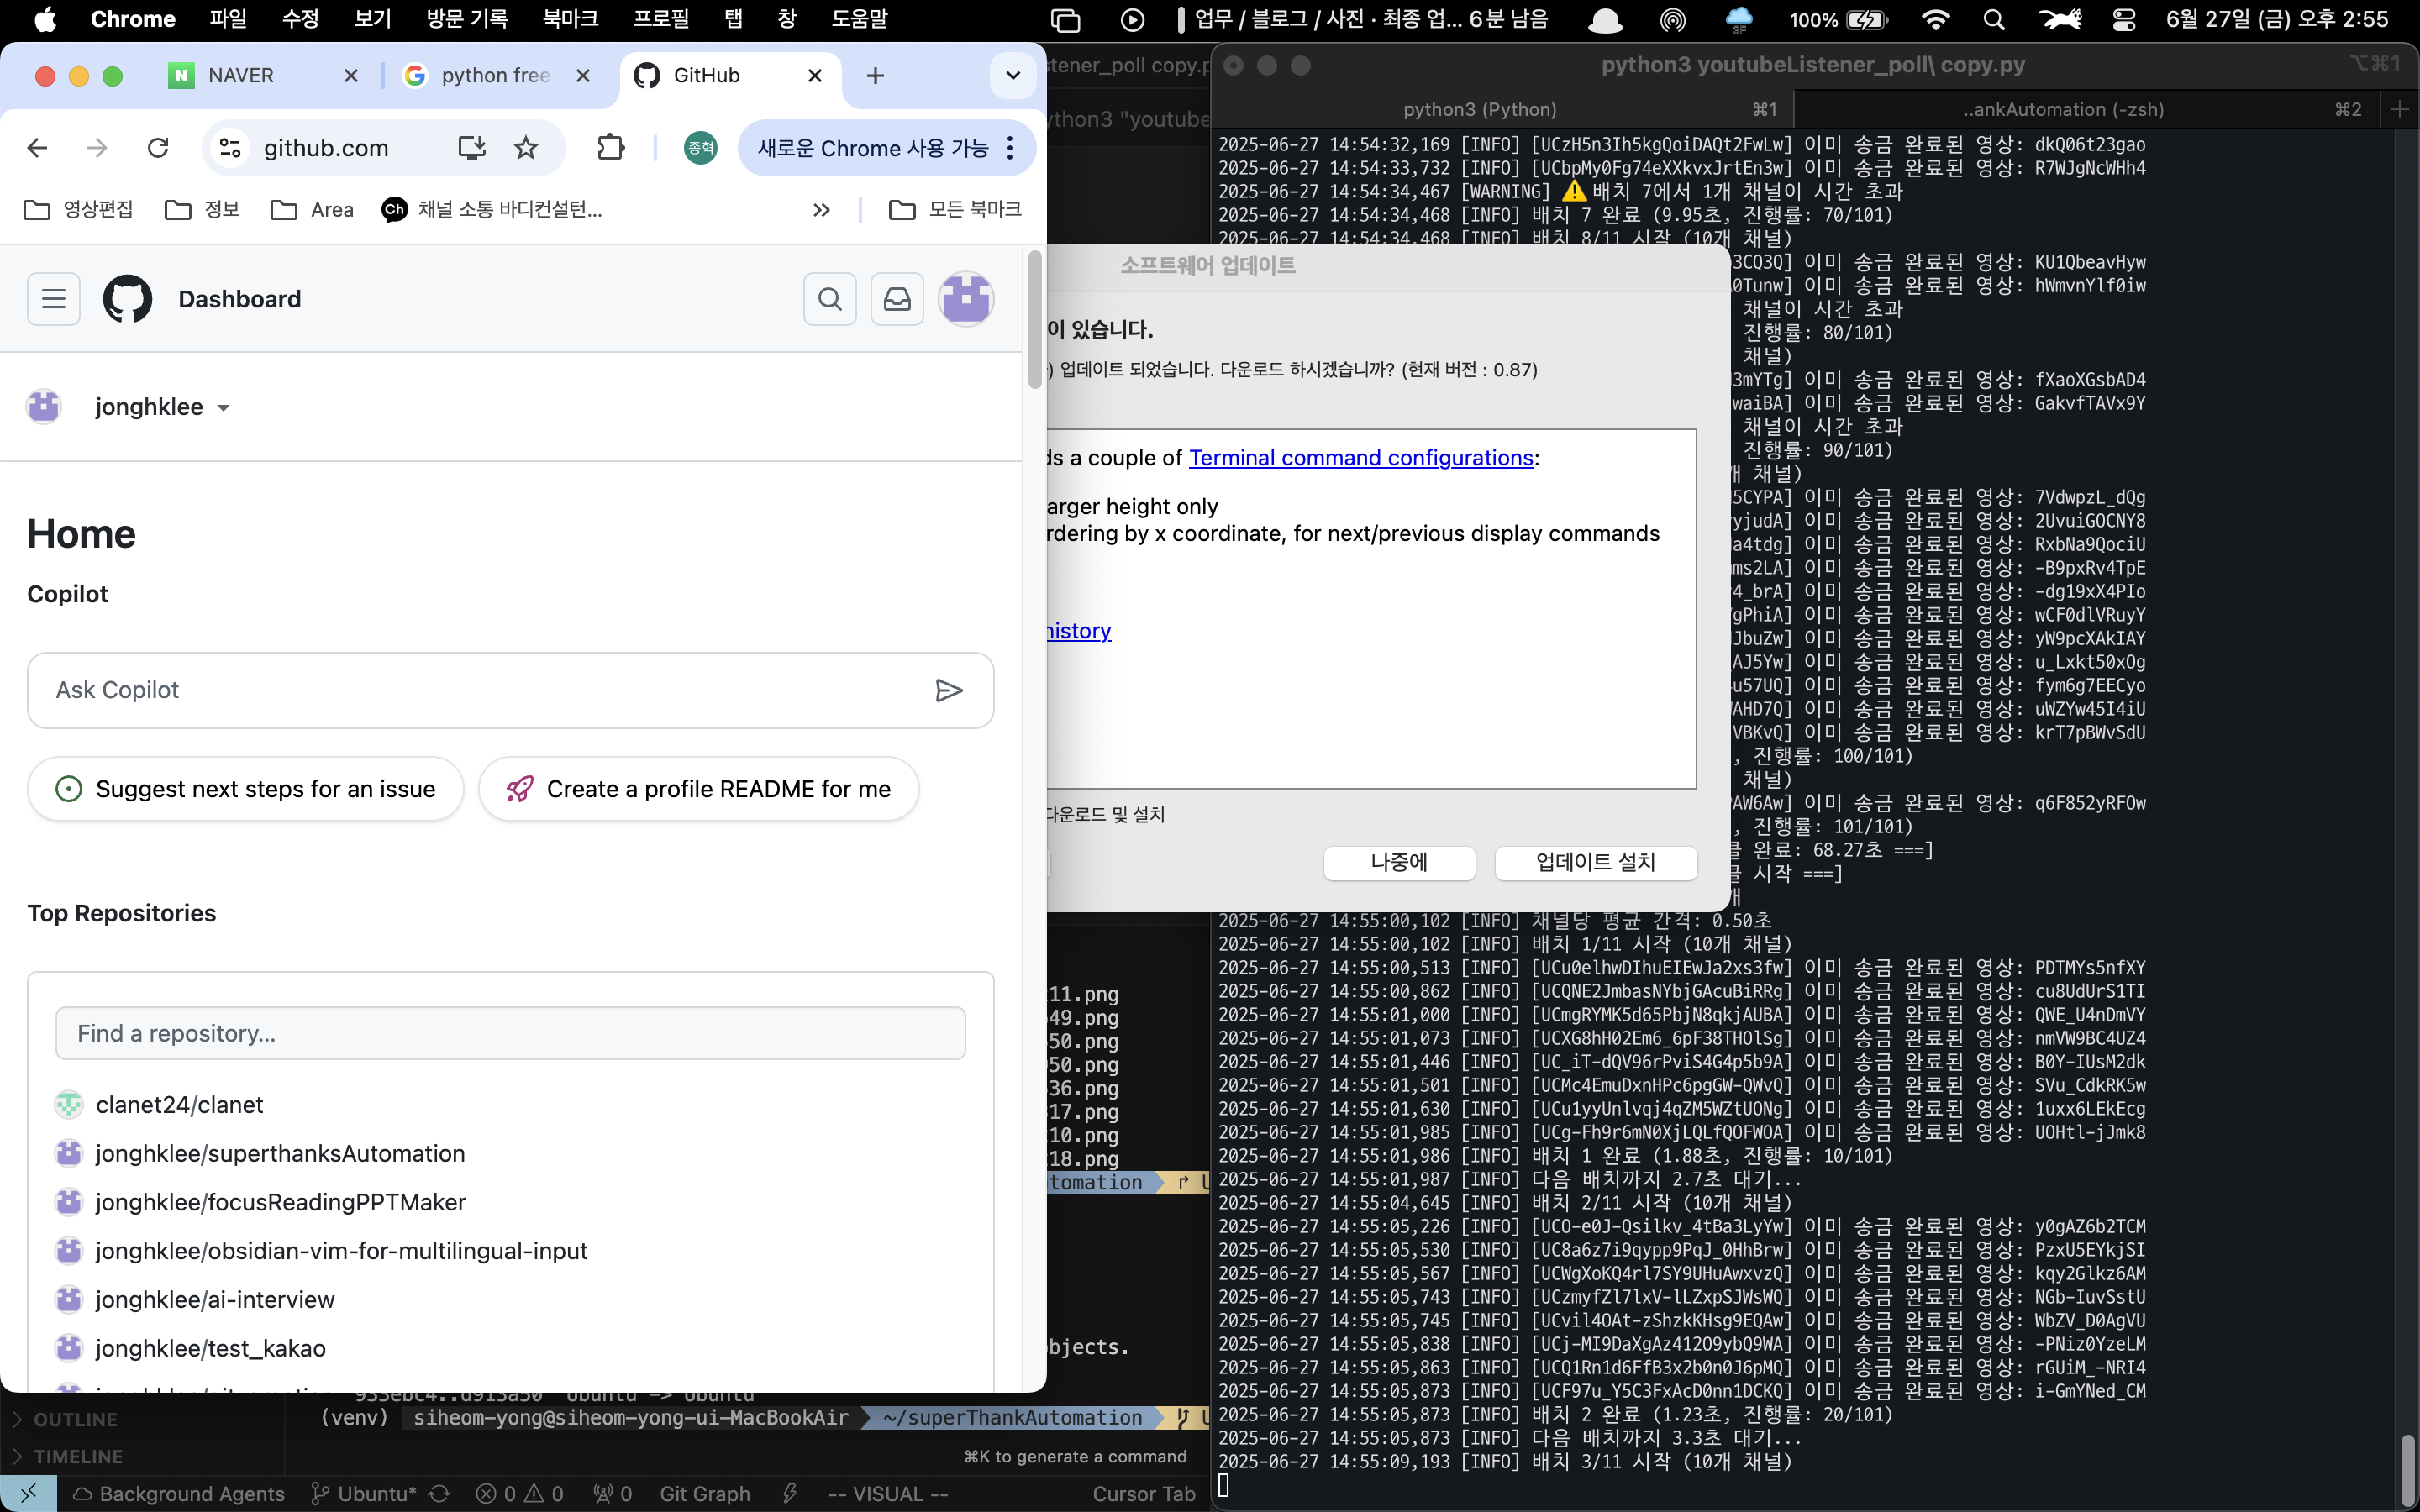 Chrome 파일 수정 보기 방문 기록 북마크 프로필 탭 창 도움말
업무 / 블로그 / 사진 · 최종 업... 6분 남음
100%
6월 27일 (금) 오후 2:55
NAVER
python free
GitHub
github.com
종혁
새로운 Chrome 사용 가능
영상편집
정보
Area
Ch 채널 소통 바디컨설턴...
모든 북마크
Dashboard
jonghklee
Home
Copilot
Ask Copilot
Suggest next steps for an issue
Create a profile README for me
Top Repositories
Find a repository...
clanet24/clanet
jonghklee/superthanksAutomation
jonghklee/focusReadingPPTMaker
jonghklee/obsidian-vim-for-multilingual-input
jonghklee/ai-interview
jonghklee/test_kakao
stener_poll copy.p
ython3 "youtube
소프트웨어 업데이트
이 있습니다.
) 업데이트 되었습니다. 다운로드 하시겠습니까? (현재 버전 : 0.87)
ds a couple of Terminal command configurations:
arger height only
rdering by x coordinate, for next/previous display commands
history
다운로드 및 설치
나중에
업데이트 설치
11.png
49.png
50.png
50.png
36.png
17.png
10.png
18.png
tomation
bjects.
(venv) siheom-yong@siheom-yong-ui-MacBookAir ~/superThankAutomation
⌘K to generate a command
OUTLINE
TIMELINE
Background Agents
Ubuntu*
0 0
0
Git Graph
-- VISUAL --
Cursor Tab
python3 youtubeListener_poll\ copy.py
⌥⌘1
python3 (Python) ⌘1
..ankAutomation (-zsh) ⌘2
2025-06-27 14:54:32,169 [INFO] [UCzH5n3Ih5kgQoiDAQt2FwLw] 이미 송금 완료된 영상: dkQ06t23gao
2025-06-27 14:54:33,732 [INFO] [UCbpMy0Fg74eXXkvxJrtEn3w] 이미 송금 완료된 영상: R7WJgNcWHh4
2025-06-27 14:54:34,467 [WARNING] ⚠️ 배치 7에서 1개 채널이 시간 초과
2025-06-27 14:54:34,468 [INFO] 배치 7 완료 (9.95초, 진행률: 70/101)
2025-06-27 14:54:34,468 [INFO] 배치 8/11 시작 (10개 채널)
3CQ3Q] 이미 송금 완료된 영상: KU1QbeavHyw
0Tunw] 이미 송금 완료된 영상: hWmvnYlf0iw
채널이 시간 초과
진행률: 80/101)
채널)
3mYTg] 이미 송금 완료된 영상: fXaoXGsbAD4
waiBA] 이미 송금 완료된 영상: GakvfTAVx9Y
채널이 시간 초과
진행률: 90/101)
채널)
5CYPA] 이미 송금 완료된 영상: 7VdwpzL_dQg
yjudA] 이미 송금 완료된 영상: 2UvuiGOCNY8
a4tdg] 이미 송금 완료된 영상: RxbNa9QociU
ms2LA] 이미 송금 완료된 영상: -B9pxRv4TpE
4_brA] 이미 송금 완료된 영상: -dg19xX4PIo
gPhiA] 이미 송금 완료된 영상: wCF0dlVRuyY
JbuZw] 이미 송금 완료된 영상: yW9pcXAkIAY
AJ5Yw] 이미 송금 완료된 영상: u_Lxkt50xOg
u57UQ] 이미 송금 완료된 영상: fym6g7EECyo
AHD7Q] 이미 송금 완료된 영상: uWZYw45I4iU
VBKvQ] 이미 송금 완료된 영상: krT7pBWvSdU
, 진행률: 100/101)
채널)
AW6Aw] 이미 송금 완료된 영상: q6F852yRFOw
, 진행률: 101/101)
완료: 68.27초 ===]
시작 ===]
개
2025-06-27 14:55:00,102 [INFO] 채널당 평균 간격: 0.50초
2025-06-27 14:55:00,102 [INFO] 배치 1/11 시작 (10개 채널)
2025-06-27 14:55:00,513 [INFO] [UCu0elhwDIhuEIEwJa2xs3fw] 이미 송금 완료된 영상: PDTMYs5nfXY
2025-06-27 14:55:00,862 [INFO] [UCQNE2JmbasNYbjGAcuBiRRg] 이미 송금 완료된 영상: cu8UdUrS1TI
2025-06-27 14:55:01,000 [INFO] [UCmgRYMK5d65PbjN8qkjAUBA] 이미 송금 완료된 영상: QWE_U4nDmVY
2025-06-27 14:55:01,073 [INFO] [UCXG8hH02Em6_6pF38THOlSg] 이미 송금 완료된 영상: nmVW9BC4UZ4
2025-06-27 14:55:01,446 [INFO] [UC_iT-dQV96rPviS4G4p5b9A] 이미 송금 완료된 영상: B0Y-IUsM2dk
2025-06-27 14:55:01,501 [INFO] [UCMc4EmuDxnHPc6pgGW-QWvQ] 이미 송금 완료된 영상: SVu_CdkRK5w
2025-06-27 14:55:01,630 [INFO] [UCu1yyUnlvqj4qZM5WZtUONg] 이미 송금 완료된 영상: 1uxx6LEkEcg
2025-06-27 14:55:01,985 [INFO] [UCg-Fh9r6mN0XjLQLfQOFWOA] 이미 송금 완료된 영상: UOHtl-jJmk8
2025-06-27 14:55:01,986 [INFO] 배치 1 완료 (1.88초, 진행률: 10/101)
2025-06-27 14:55:01,987 [INFO] 다음 배치까지 2.7초 대기...
2025-06-27 14:55:04,645 [INFO] 배치 2/11 시작 (10개 채널)
2025-06-27 14:55:05,226 [INFO] [UCO-e0J-Qsilkv_4tBa3LyYw] 이미 송금 완료된 영상: y0gAZ6b2TCM
2025-06-27 14:55:05,530 [INFO] [UC8a6z7i9qypp9PqJ_0HhBrw] 이미 송금 완료된 영상: PzxU5EYkjSI
2025-06-27 14:55:05,567 [INFO] [UCWgXoKQ4rl7SY9UHuAwxvzQ] 이미 송금 완료된 영상: kqy2Glkz6AM
2025-06-27 14:55:05,743 [INFO] [UCzmyfZl7lxV-lLZxpSJWsWQ] 이미 송금 완료된 영상: NGb-IuvSstU
2025-06-27 14:55:05,745 [INFO] [UCvil4OAt-zShzkKHsg9EQAw] 이미 송금 완료된 영상: WbZV_D0AgVU
2025-06-27 14:55:05,838 [INFO] [UCj-MI9DaXgAz412O9ybQ9WA] 이미 송금 완료된 영상: -PNiz0YzeLM
2025-06-27 14:55:05,863 [INFO] [UCQ1Rn1d6FfB3x2b0n0J6pMQ] 이미 송금 완료된 영상: rGUiM_-NRI4
2025-06-27 14:55:05,873 [INFO] [UCF97u_Y5C3FxAcD0nn1DCKQ] 이미 송금 완료된 영상: i-GmYNed_CM
2025-06-27 14:55:05,873 [INFO] 배치 2 완료 (1.23초, 진행률: 20/101)
2025-06-27 14:55:05,873 [INFO] 다음 배치까지 3.3초 대기...
2025-06-27 14:55:09,193 [INFO] 배치 3/11 시작 (10개 채널)